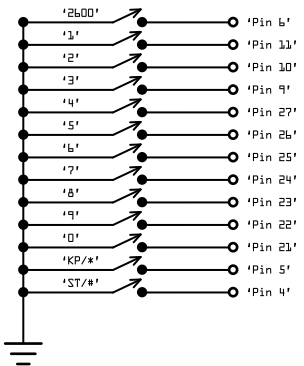 '2600' 'Pin 6'
'1' 'Pin 11'
'2' 'Pin 10'
'3' 'Pin 9'
'4' 'Pin 27'
'5' 'Pin 26'
'6' 'Pin 25'
'7' 'Pin 24'
'8' 'Pin 23'
'9' 'Pin 22'
'0' 'Pin 21'
'KP/*' 'Pin 5'
'ST/#' 'Pin 4'